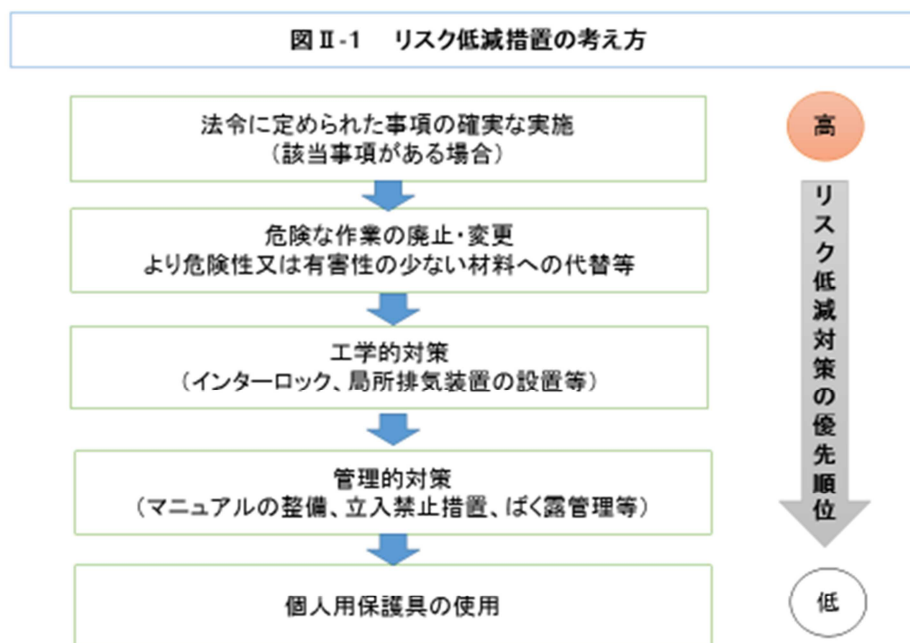 図Ⅱ-1 リスク低減措置の考え方
法令に定められた事項の確実な実施
(該当事項がある場合)
高
危険な作業の廃止・変更
より危険性又は有害性の少ない材料への代替等
工学的対策
(インターロック、局所排気装置の設置等)
管理的対策
(マニュアルの整備、立入禁止措置、ばく露管理等)
個人用保護具の使用
リスク低減対策の優先順位
低